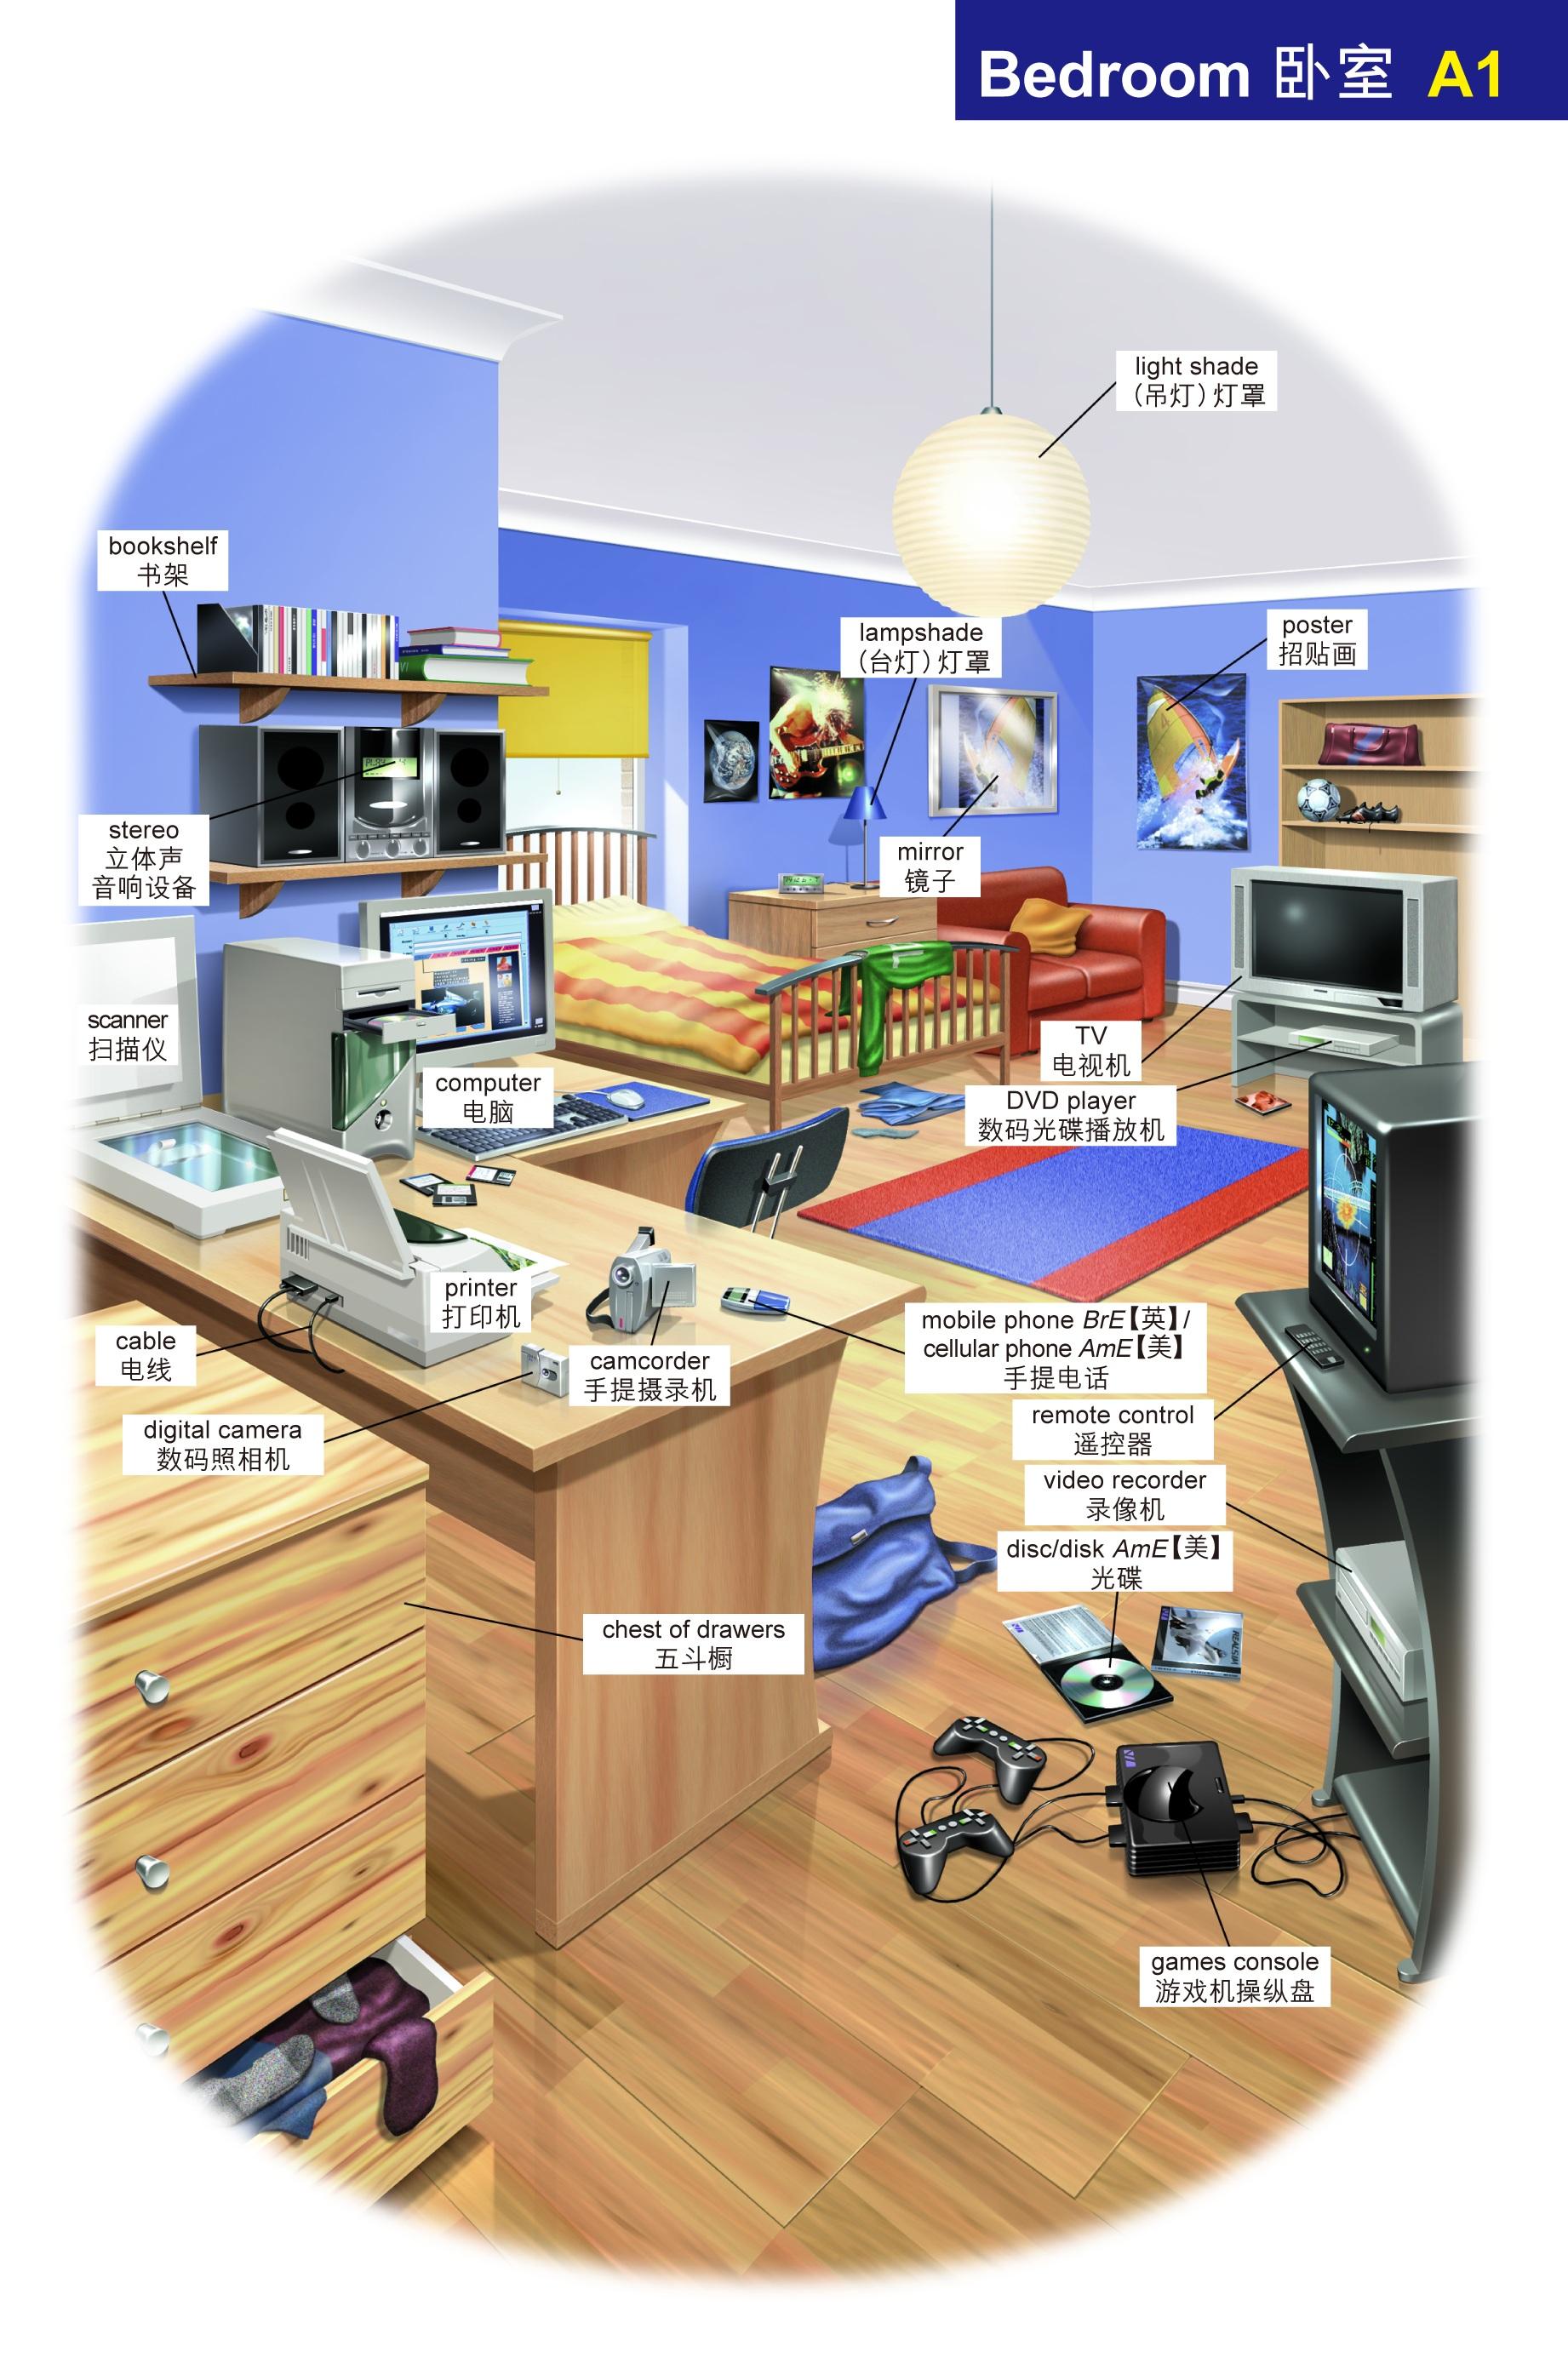 Bedroom 卧室 A1
light shade
（吊灯）灯罩
bookshelf
书架
lampshade
（台灯）灯罩
poster
招贴画
stereo
立体声
音响设备
mirror
镜子
scanner
扫描仪
TV
电视机
computer
电脑
DVD player
数码光碟播放机
printer
打印机
mobile phone BrE【英】/
cellular phone AmE【美】
手提电话
cable
电线
camcorder
手提摄录机
digital camera
数码照相机
remote control
遥控器
video recorder
录像机
disc/disk AmE【美】
光碟
chest of drawers
五斗橱
games console
游戏机操纵盘